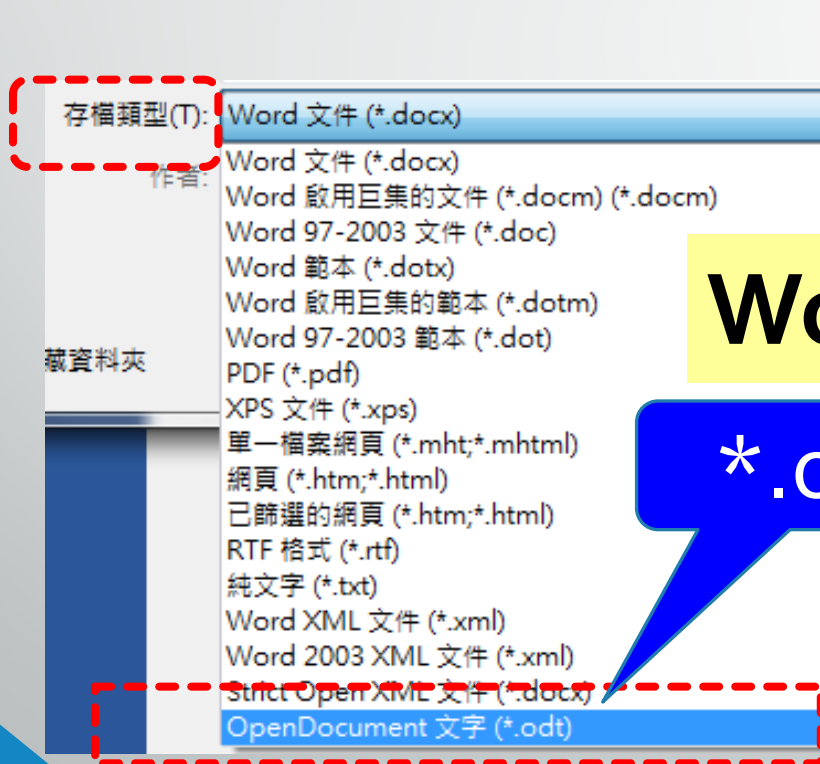 存檔類型(T): Word 文件 (*.docx)
作者:
Word 文件 (*.docx)
Word 啟用巨集的文件 (*.docm) (*.docm)
Word 97-2003 文件 (*.doc)
Word 範本 (*.dotx)
Word 啟用巨集的範本 (*.dotm)
Word 97-2003 範本 (*.dot)
藏資料夾
PDF (*.pdf)
XPS 文件 (*.xps)
單一檔案網頁 (*.mht;*.mhtml)
網頁 (*.htm;*.html)
已篩選的網頁 (*.htm;*.html)
RTF 格式 (*.rtf)
純文字 (*.txt)
Word XML 文件 (*.xml)
Word 2003 XML 文件 (*.xml)
Strict Open XML 文件 (*.docx)
OpenDocument 文字 (*.odt)